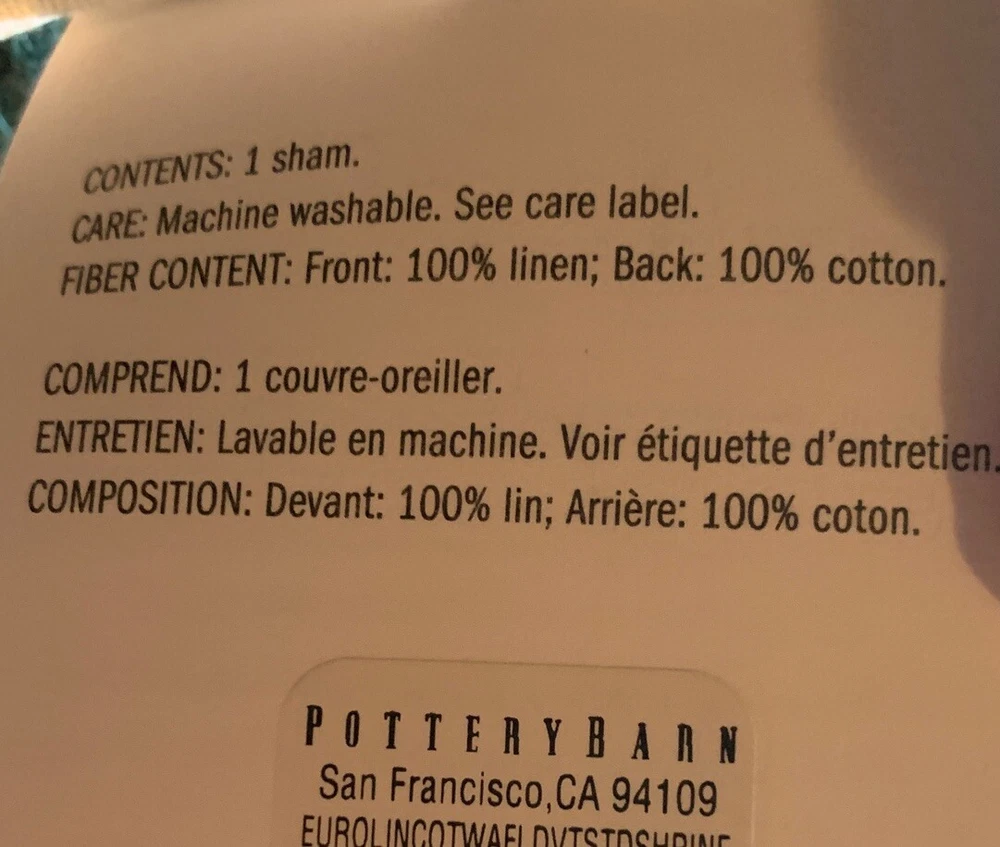 CONTENTS: 1 sham.
CARE: Machine washable. See care label.
FIBER CONTENT: Front: 100% linen; Back: 100% cotton.
COMPREND: 1 couvre-oreiller.
ENTRETIEN: Lavable en machine. Voir étiquette d'entretien.
COMPOSITION: Devant: 100% lin; Arrière: 100% coton.
POTTERYBARN
San Francisco,CA 94109